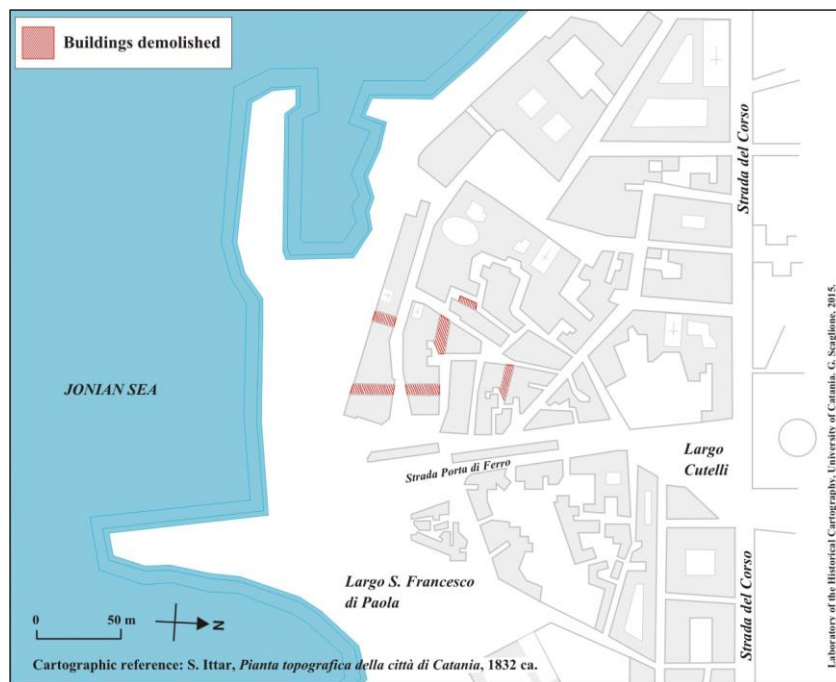 Buildings demolished
Strada del Corso
JONIAN SEA
Strada Porta di Ferro
Largo
Cutelli
Largo S. Francesco
di Paola
Strada del Corso
0 50 m
N
Cartographic reference: S. Ittar, Pianta topografica della città di Catania, 1832 ca.
Laboratory of the Historical Cartography, University of Catania. G. Scaglione, 2015.